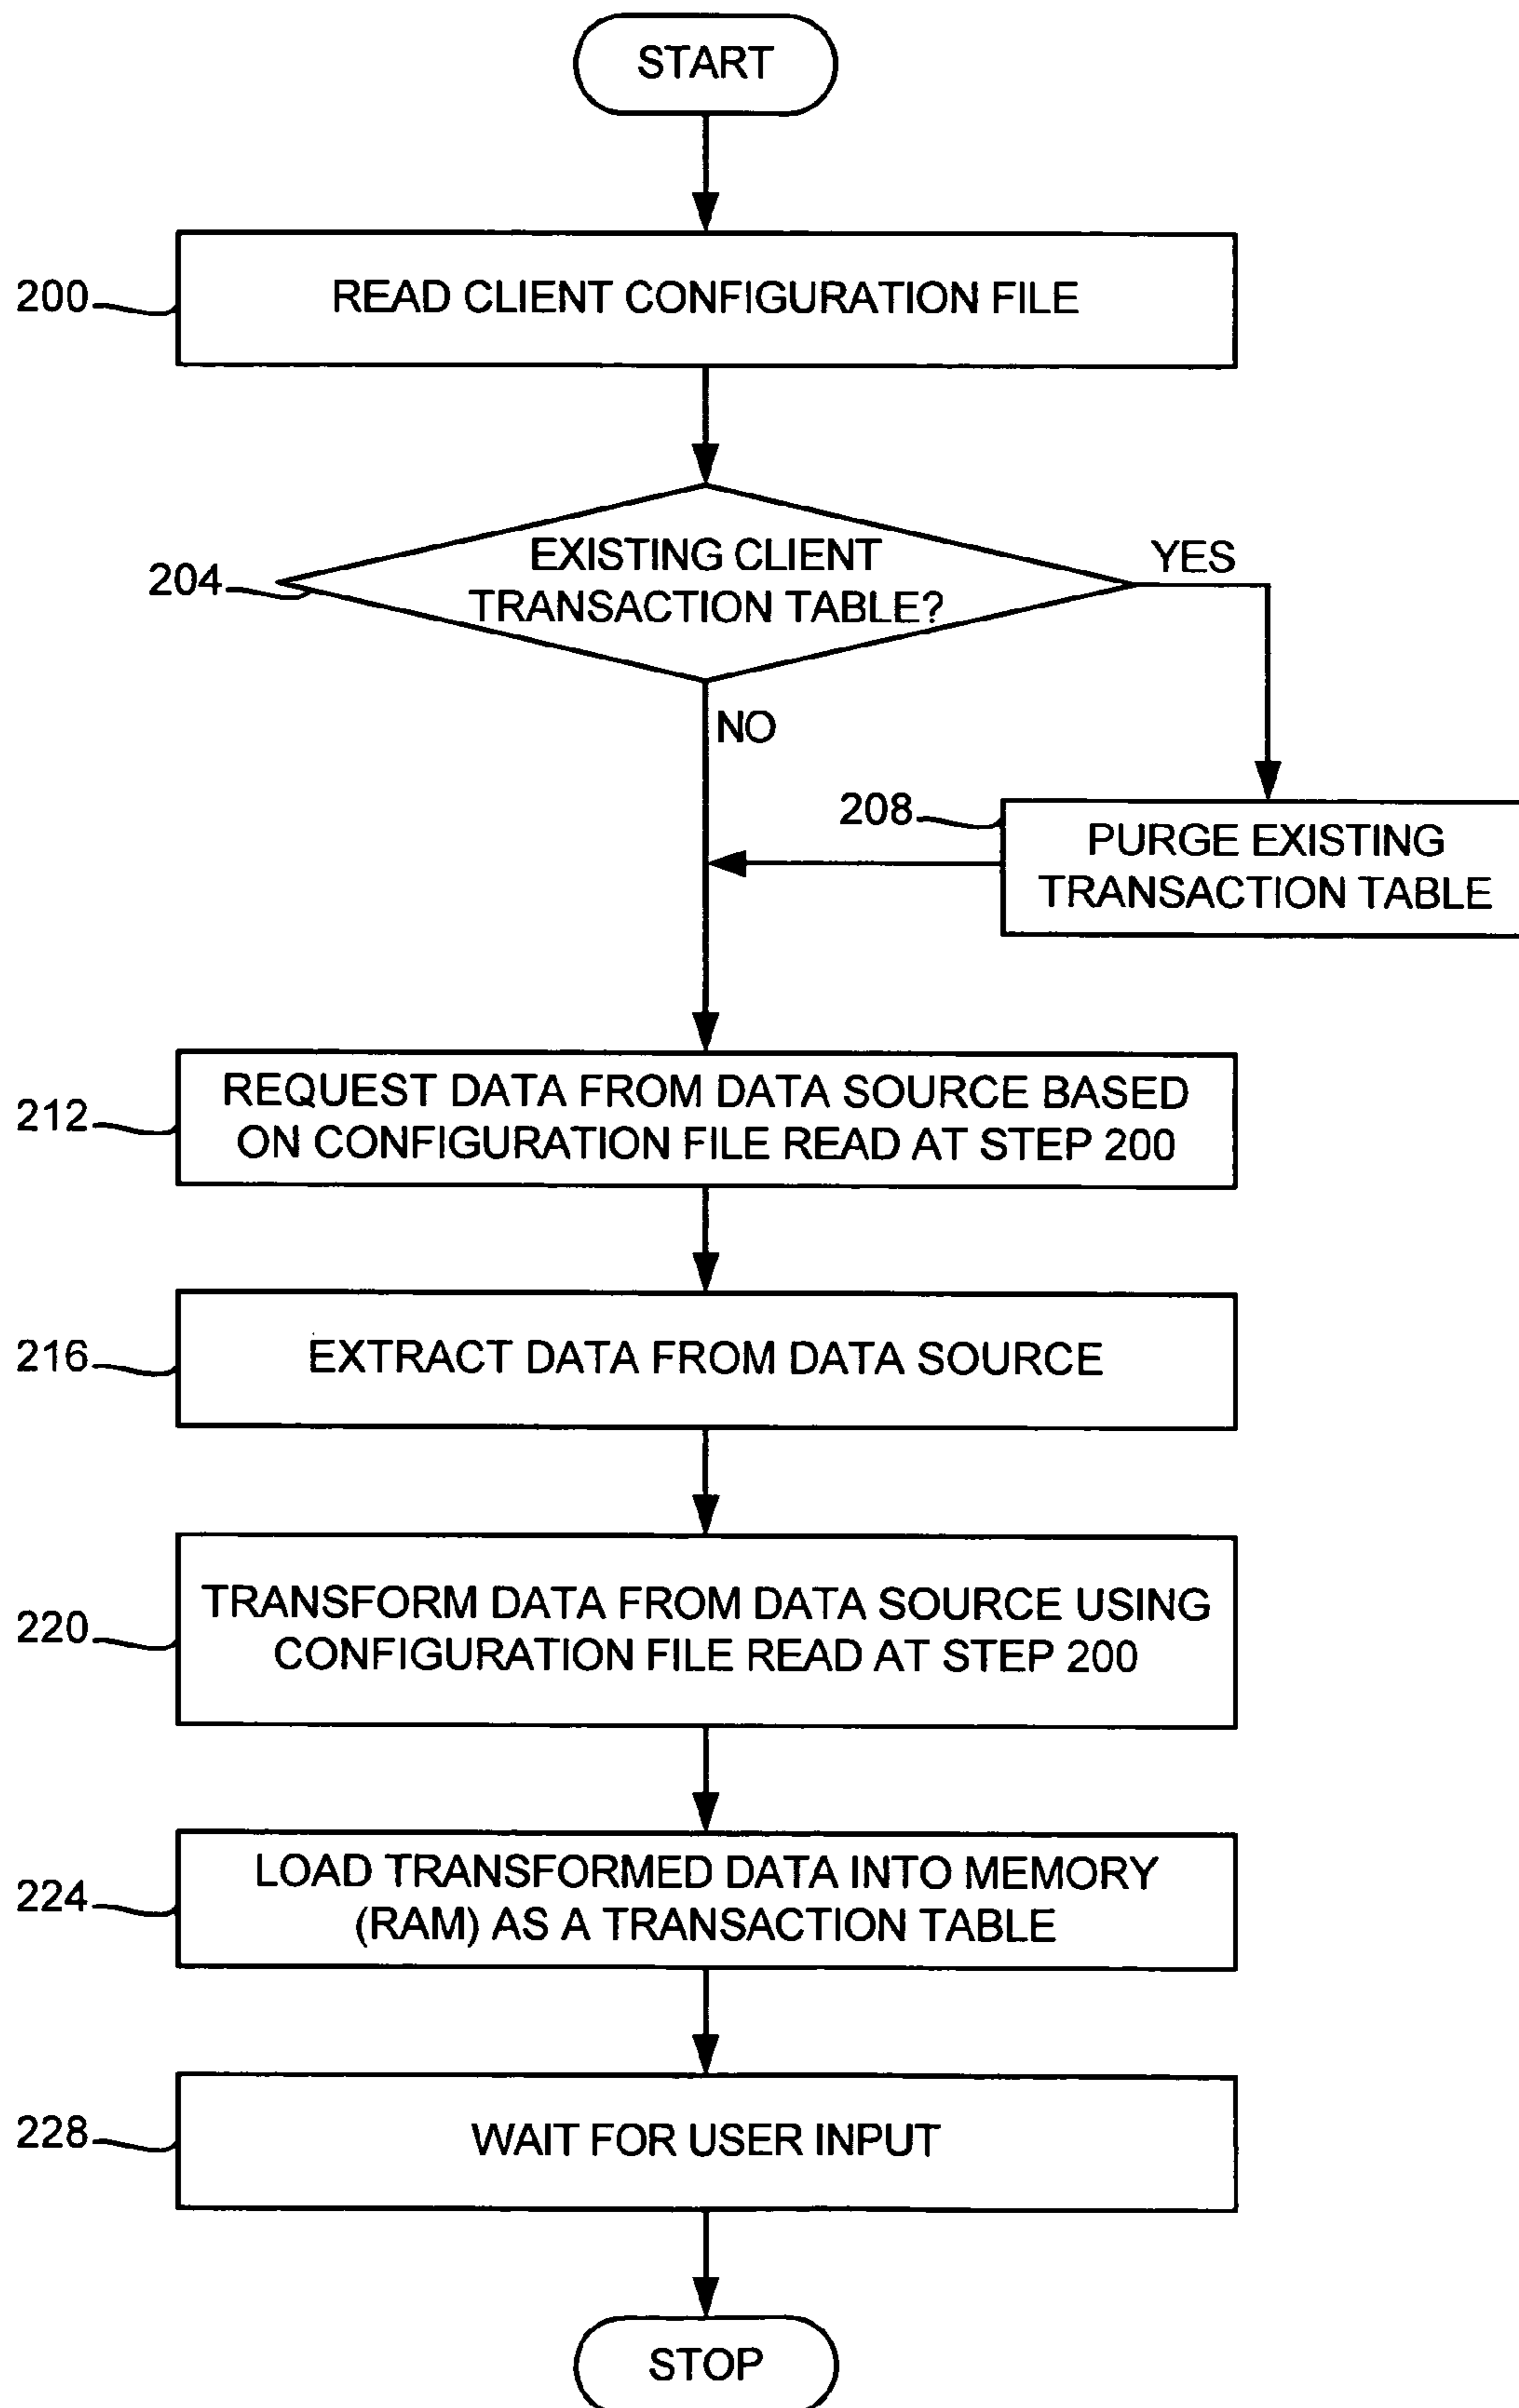 START
200
READ CLIENT CONFIGURATION FILE
204
EXISTING CLIENT
TRANSACTION TABLE?
YES
NO
208
PURGE EXISTING
TRANSACTION TABLE
212
REQUEST DATA FROM DATA SOURCE BASED
ON CONFIGURATION FILE READ AT STEP 200
216
EXTRACT DATA FROM DATA SOURCE
220
TRANSFORM DATA FROM DATA SOURCE USING
CONFIGURATION FILE READ AT STEP 200
224
LOAD TRANSFORMED DATA INTO MEMORY
(RAM) AS A TRANSACTION TABLE
228
WAIT FOR USER INPUT
STOP